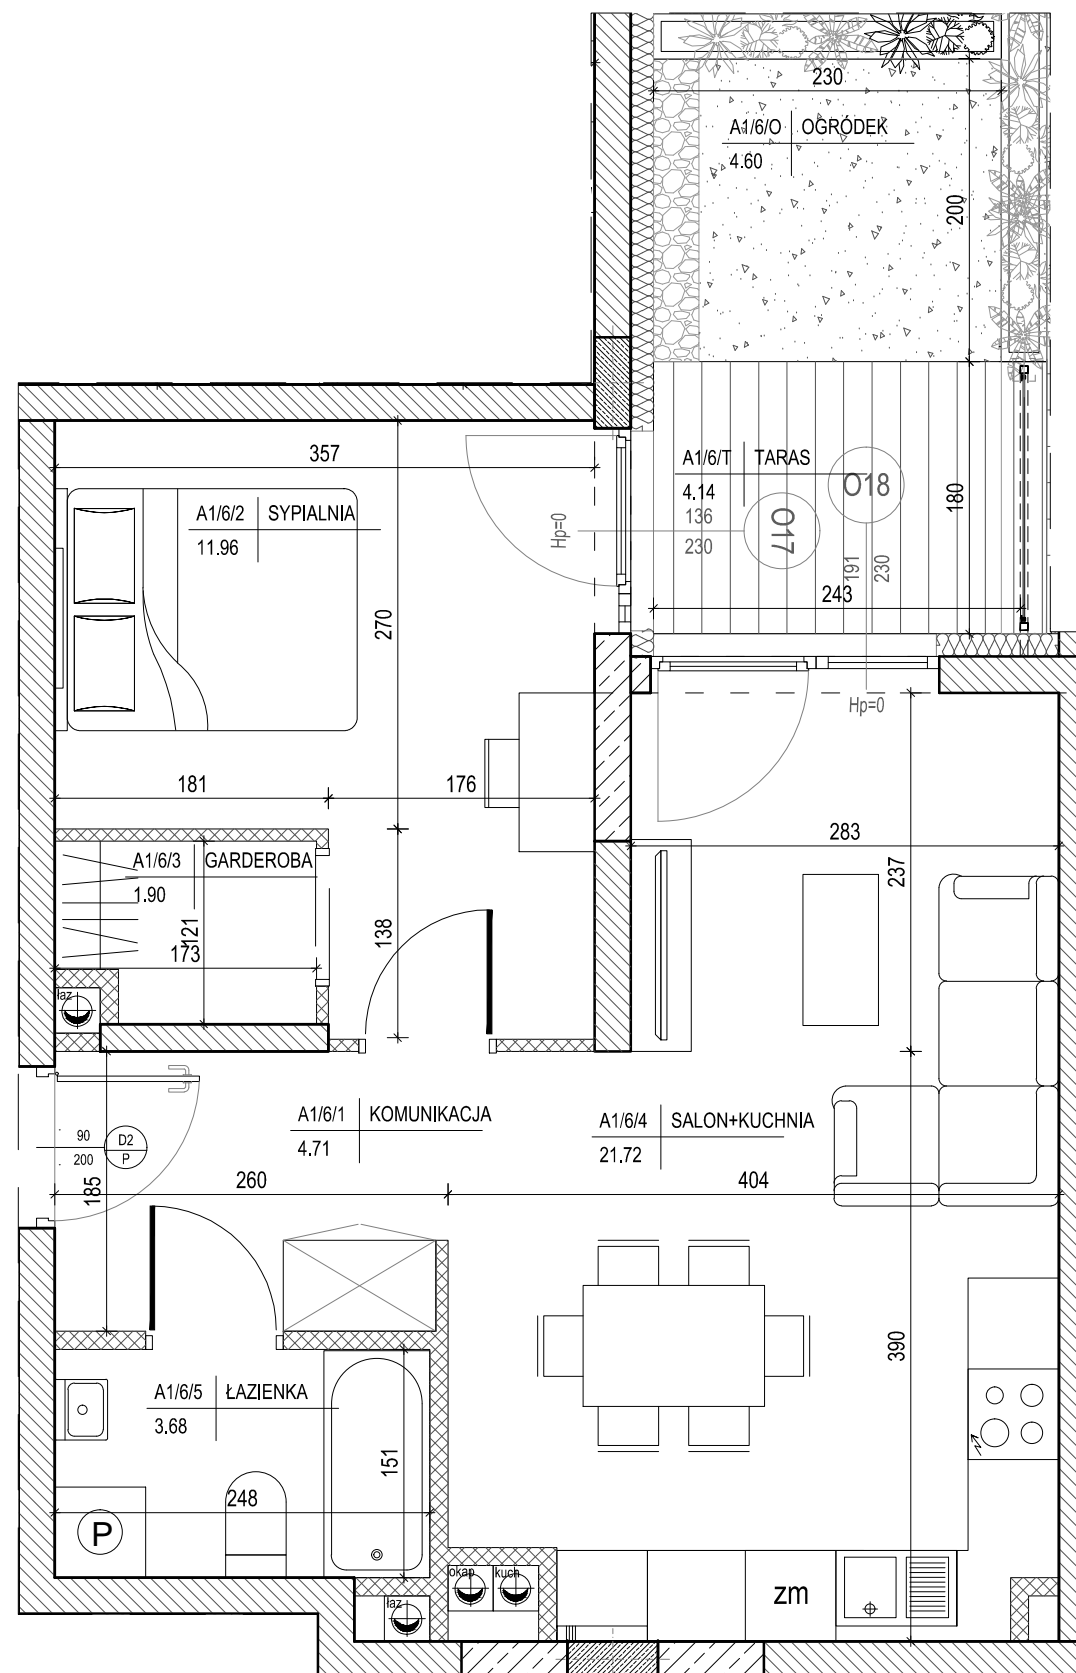 230
A1/6/O OGRÓDEK
4.60
200
357
A1/6/T TARAS
4.14
136
230
O18
O17
180
Hp=0
191
230
243
A1/6/2 SYPIALNIA
11.96
270
Hp=0
181
176
283
237
A1/6/3 GARDEROBA
1.90
121
173
138
łaz
A1/6/1 KOMUNIKACJA
4.71
A1/6/4 SALON+KUCHNIA
21.72
90
200
D2
P
185
260
404
390
A1/6/5 ŁAZIENKA
3.68
151
248
P
okap
kuch
łaz
zm